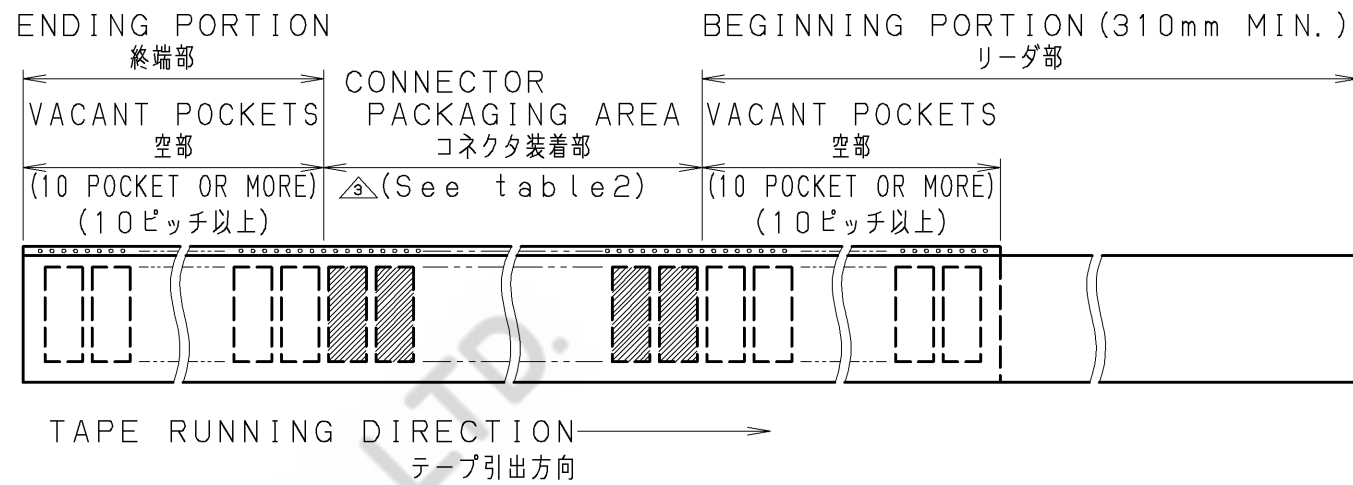 ENDING PORTION
終端部
BEGINNING PORTION(310mm MIN.)
リーダ部
CONNECTOR
PACKAGING AREA
コネクタ装着部
VACANT POCKETS
空部
VACANT POCKETS
空部
(10 POCKET OR MORE)
(10ピッチ以上)
3(See table2)
(10 POCKET OR MORE)
(10ピッチ以上)
LTD.
TAPE RUNNING DIRECTION
テープ引出方向